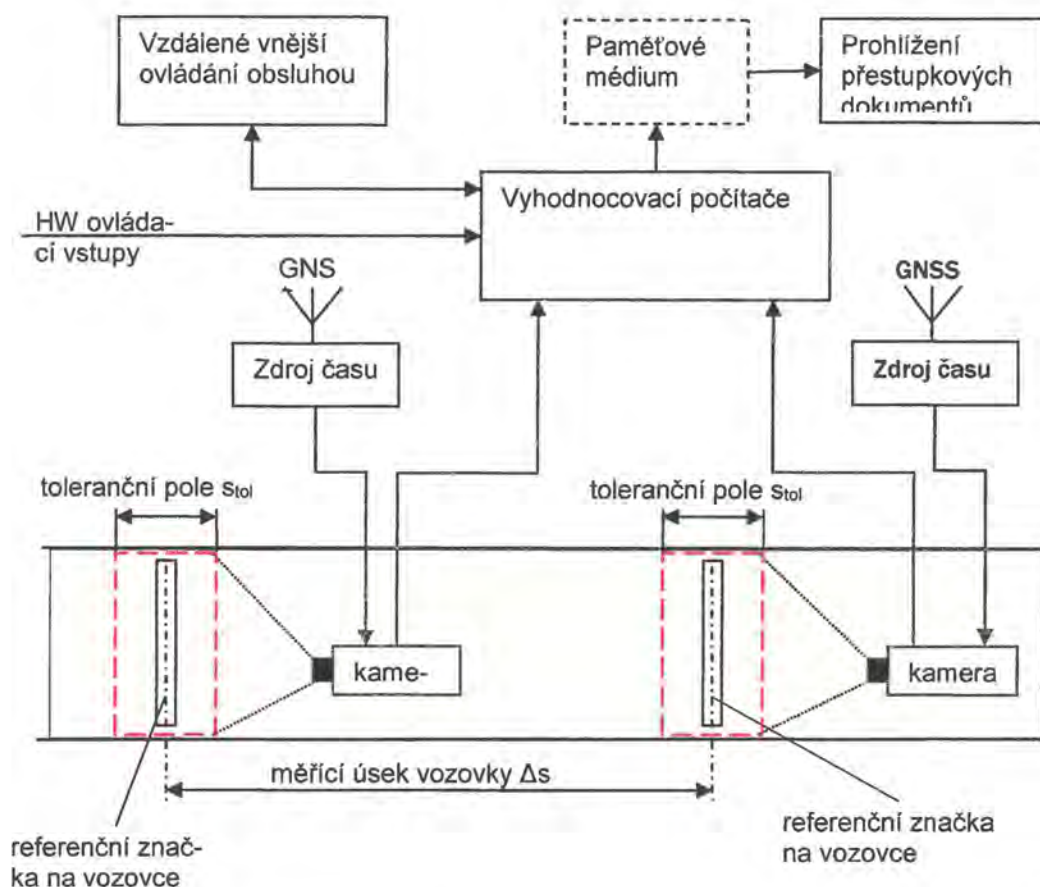 Vzdálené vnější
ovládání obsluhou
Paměťové
médium
Prohlížení
přestupkových
dokumentů
Vyhodnocovací počítače
HW ovláda-
cí vstupy
GNS
GNSS
Zdroj času
Zdroj času
toleranční pole stol
toleranční pole stol
kame-
kamera
měřící úsek vozovky Δs
referenční znač-
ka na vozovce
referenční značka
na vozovce